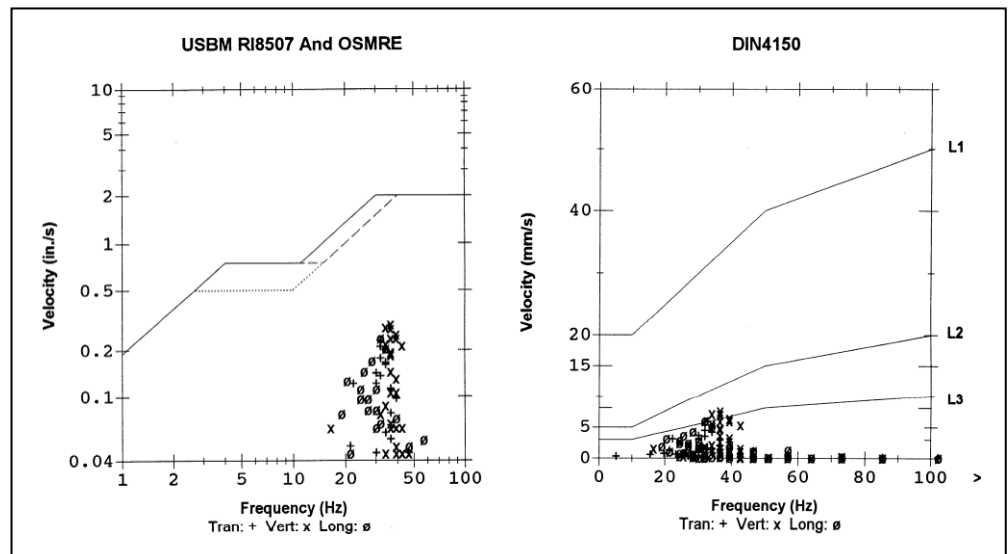 USBM RI8507 And OSMRE
Velocity (in./s)
10
5
2
1
0.5
0.2
0.1
0.04
1 2 5 10 20 50 100
Frequency (Hz)
Tran: + Vert: x Long: ø
DIN4150
Velocity (mm/s)
60
40
20
15
5
0
0 20 40 60 80 100 >
L1
L2
L3
Frequency (Hz)
Tran: + Vert: x Long: ø